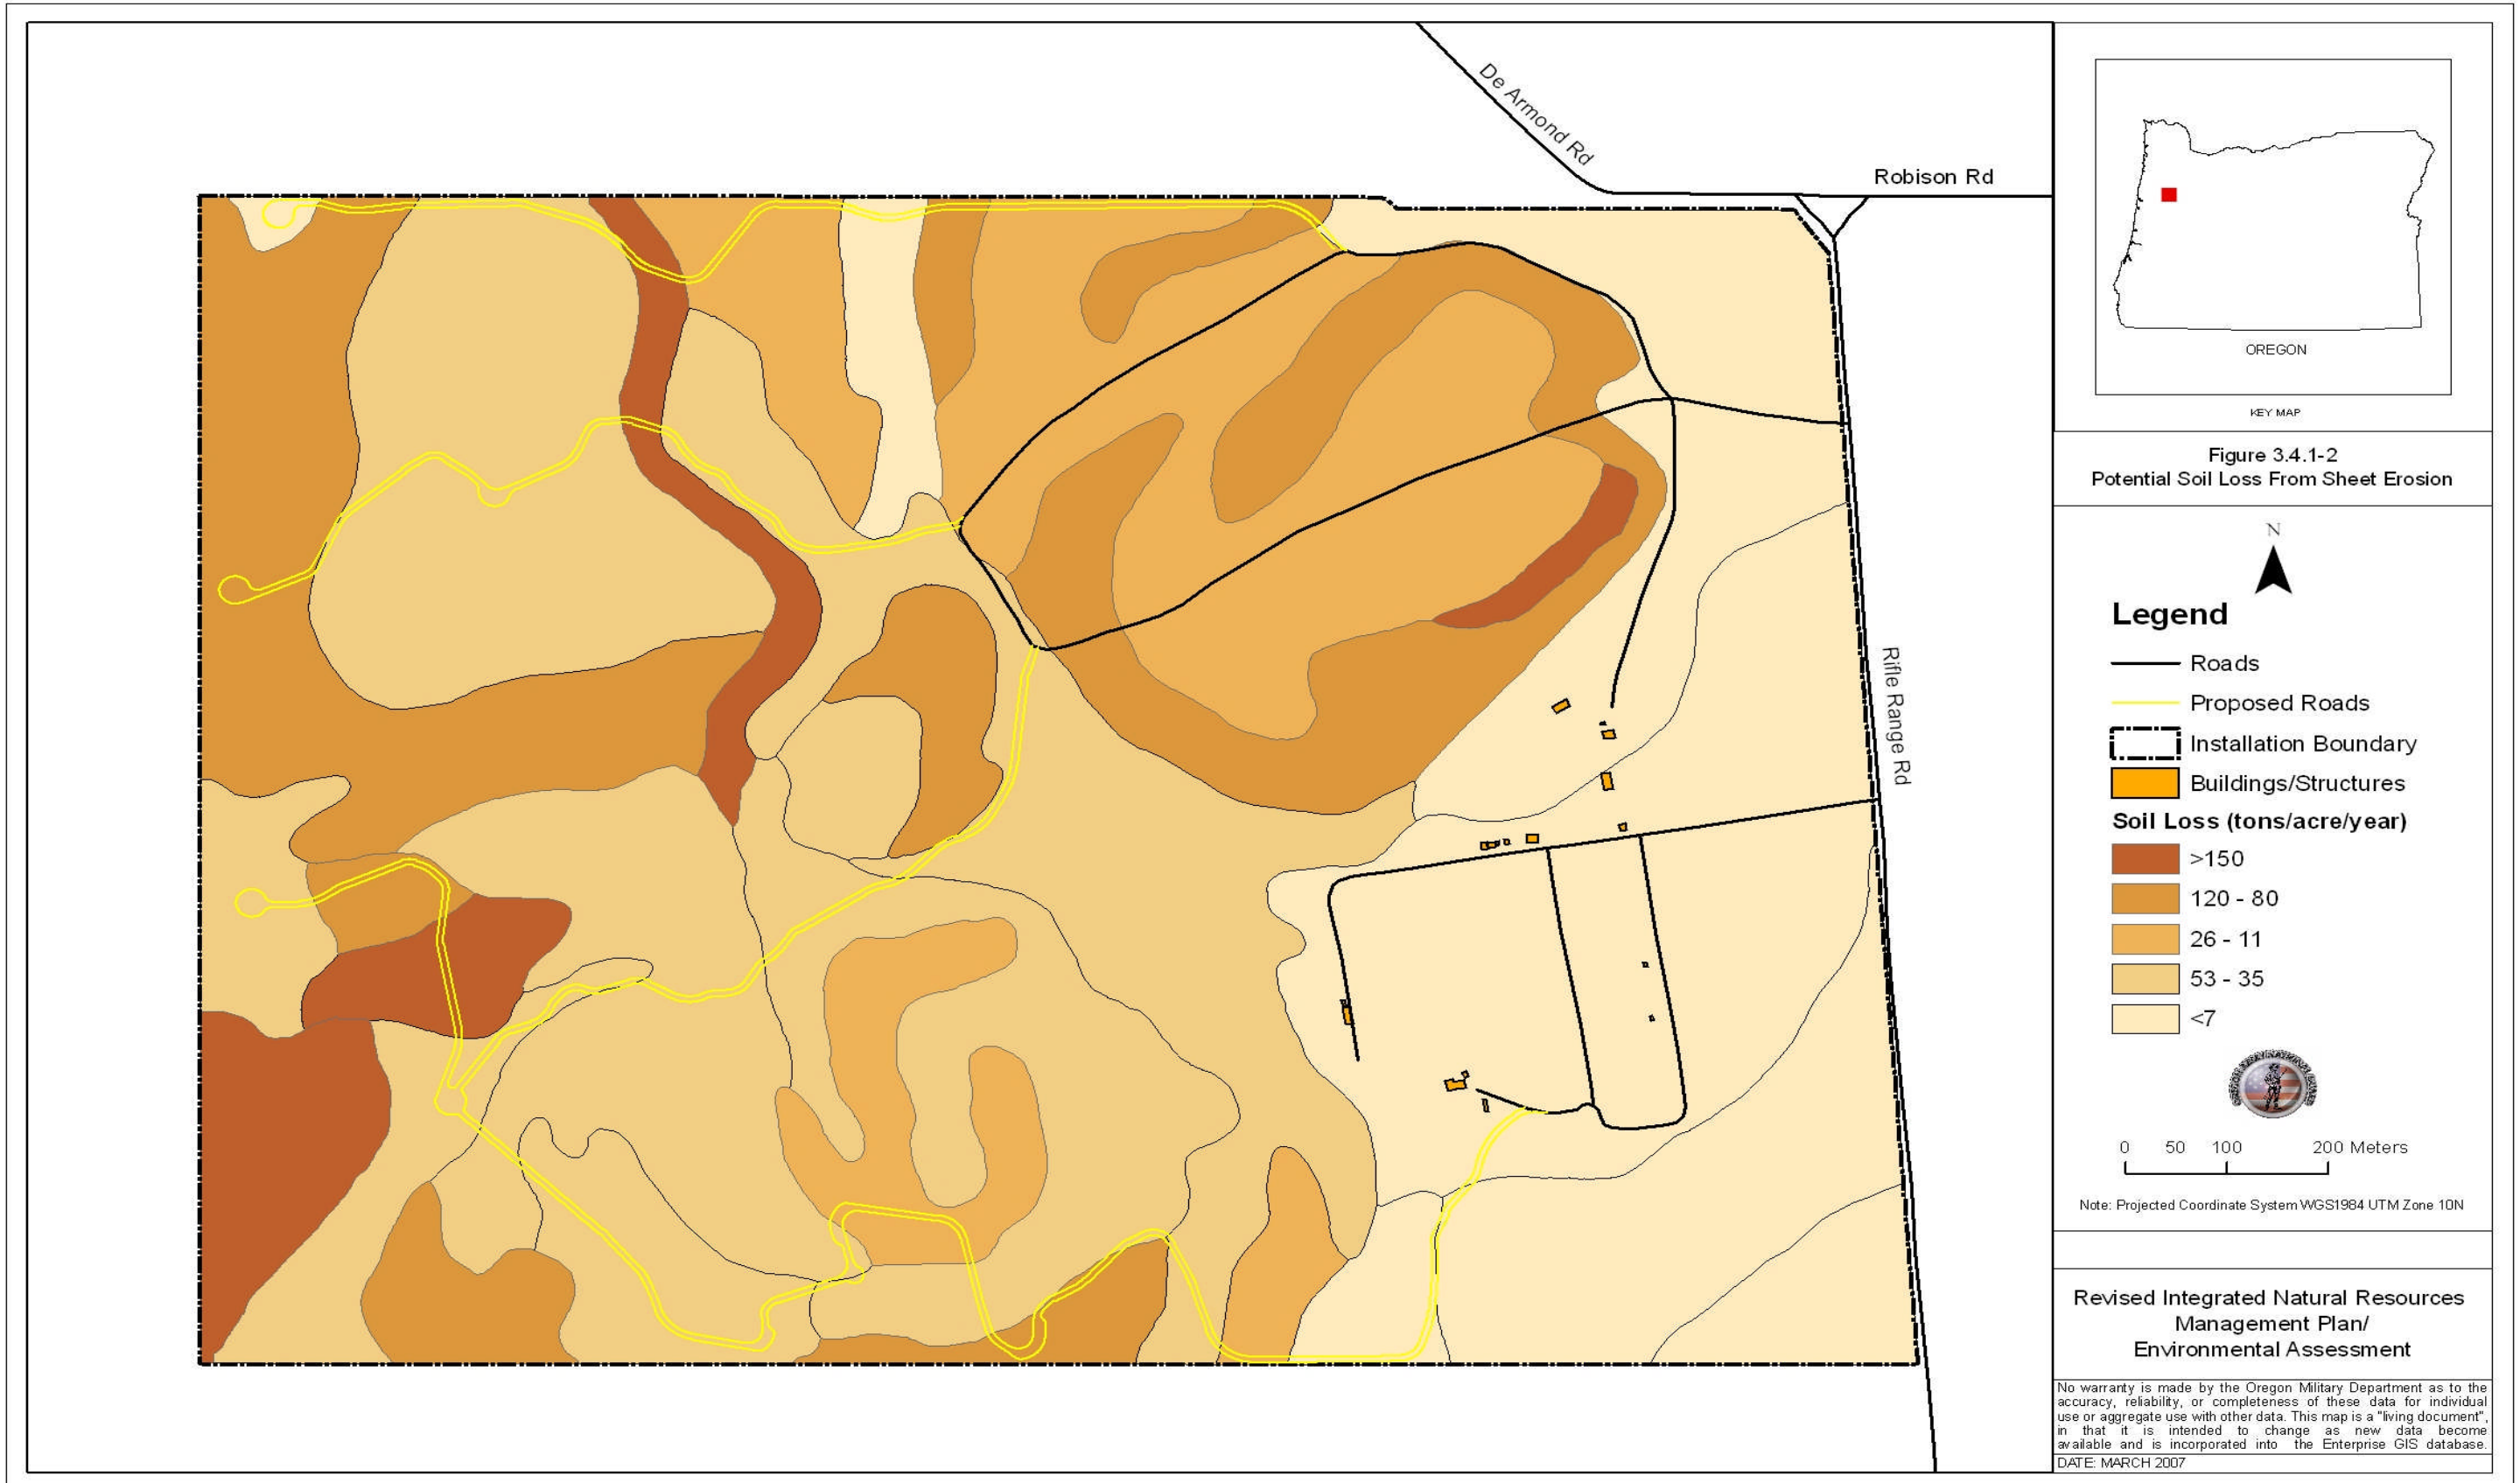 De Armond Rd
Robison Rd
Rifle Range Rd
OREGON
KEY MAP
Figure 3.4.1-2
Potential Soil Loss From Sheet Erosion
N
Legend
Roads
Proposed Roads
Installation Boundary
Buildings/Structures
Soil Loss (tons/acre/year)
>150
120 - 80
26 - 11
53 - 35
<7
0 50 100 200 Meters
Note: Projected Coordinate System WGS1984 UTM Zone 10N
Revised Integrated Natural Resources
Management Plan/
Environmental Assessment
No warranty is made by the Oregon Military Department as to the
accuracy, reliability, or completeness of these data for individual
use or aggregate use with other data. This map is a "living document",
in that it is intended to change as new data become
available and is incorporated into the Enterprise GIS database.
DATE: MARCH 2007